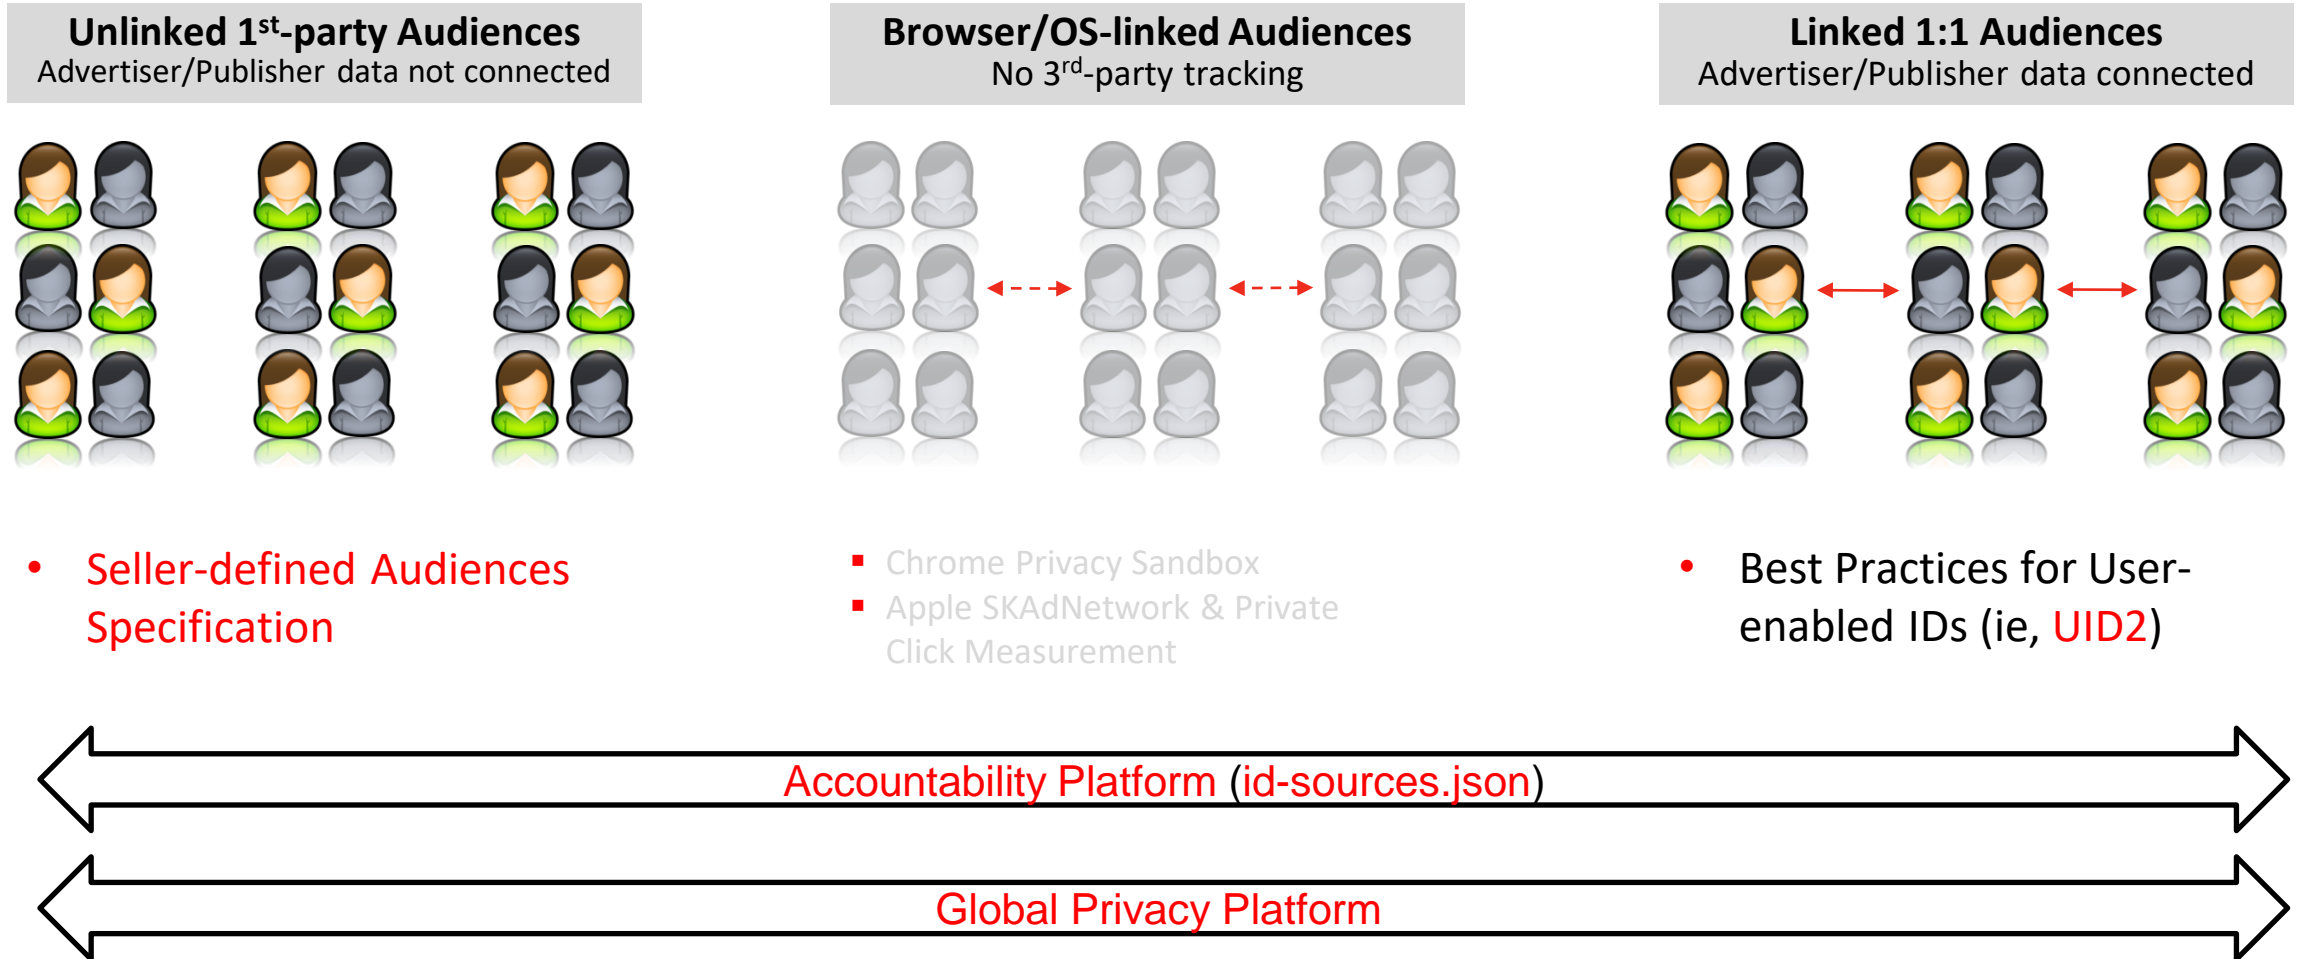 Unlinked 1st-party Audiences
Advertiser/Publisher data not connected
Browser/OS-linked Audiences
No 3rd-party tracking
Linked 1:1 Audiences
Advertiser/Publisher data connected
• Seller-defined Audiences
Specification
▪ Chrome Privacy Sandbox
▪ Apple SKAdNetwork & Private
Click Measurement
• Best Practices for User-
enabled IDs (ie, UID2)
Accountability Platform (id-sources.json)
Global Privacy Platform